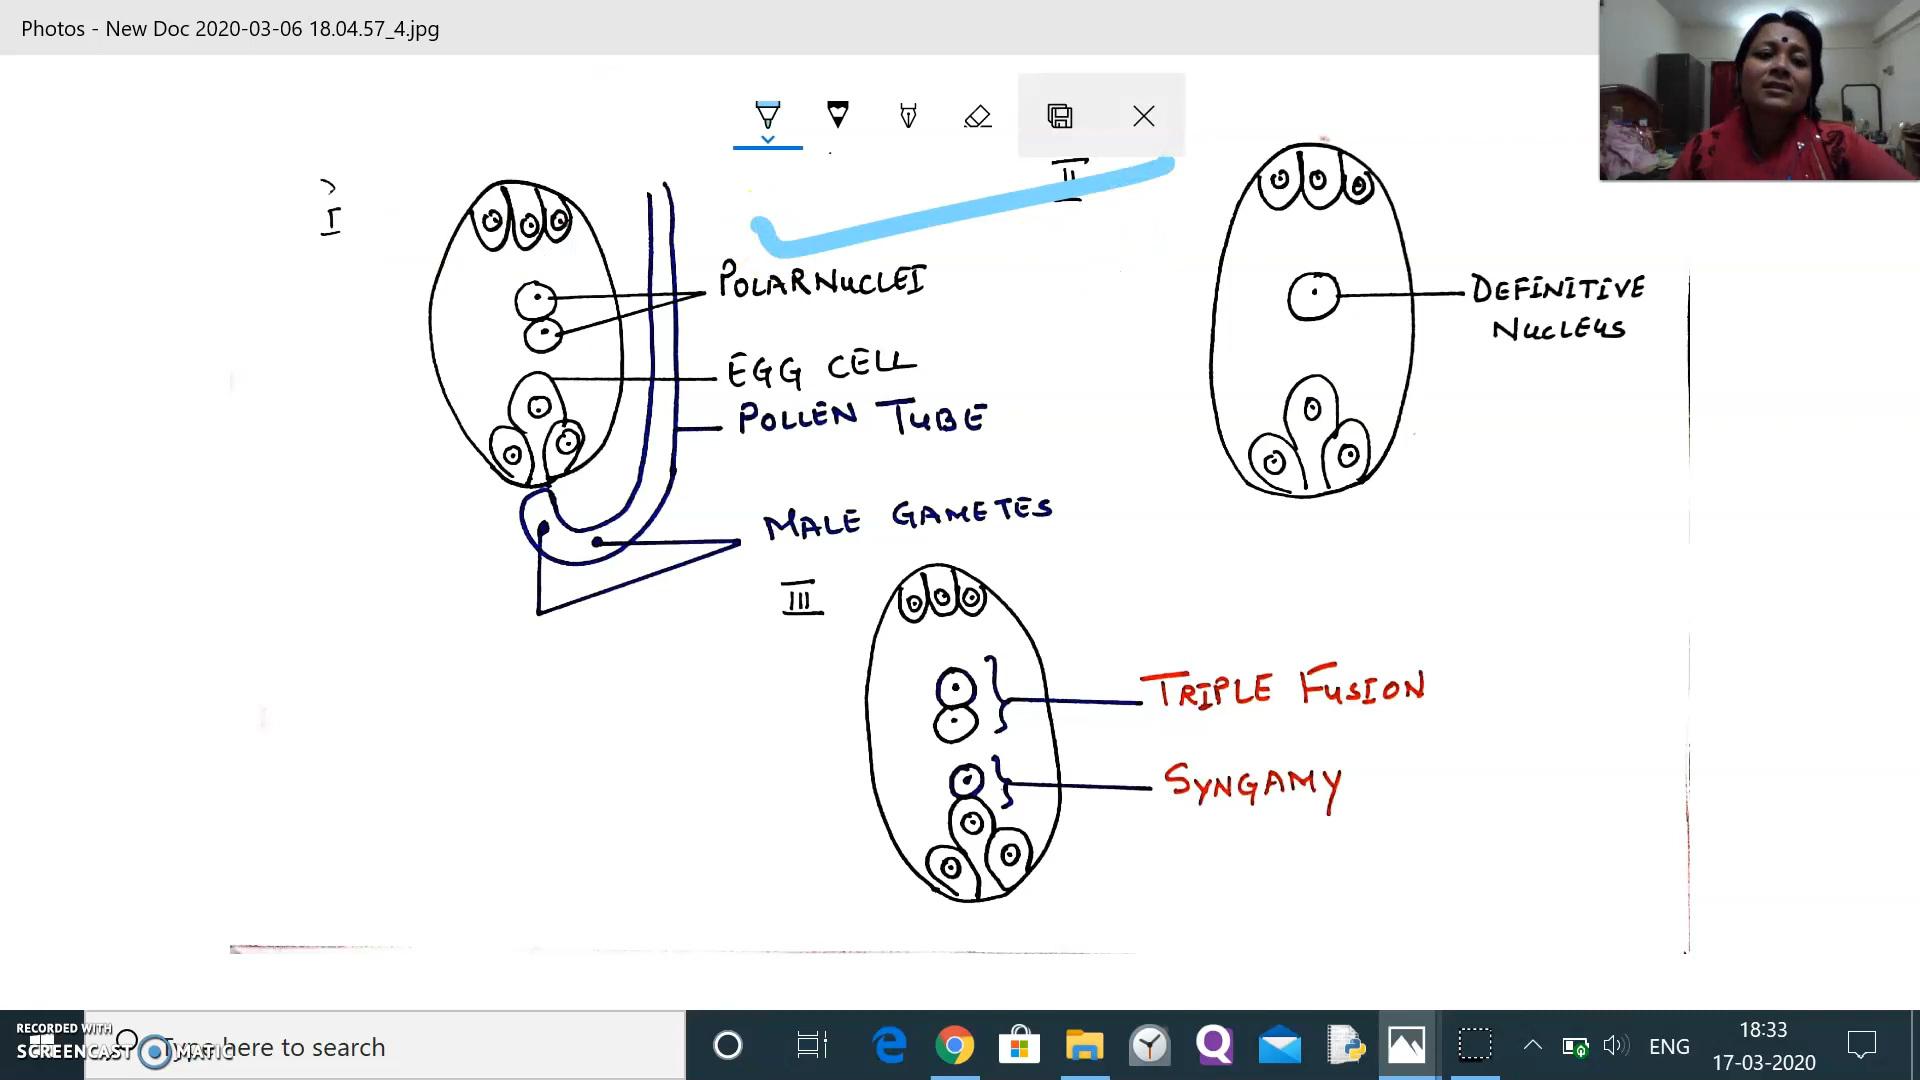 Photos - New Doc 2020-03-06 18.04.57_4.jpg
I
II
POLAR NUCLEI
DEFINITIVE
NUCLEUS
EGG CELL
POLLEN TUBE
MALE GAMETES
III
TRIPLE FUSION
SYNGAMY
RECORDED WITH
SCREENCAST MATIC
here to search
ENG
18:33
17-03-2020